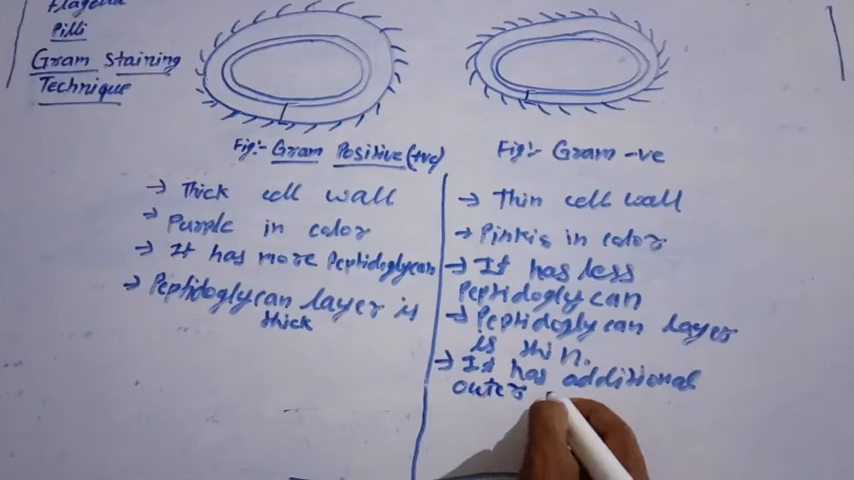 Flagella
Pilli
Gram Staining
Technique
Fig:- Gram Positive (+ve)
→ Thick cell wall
→ Purple in color
→ It has more Peptidoglycan
→ Peptidoglycan layer is
thick
Fig:- Gram -ve
→ Thin cell wall
→ Pinkis in color
→ It has less
Peptidoglycan
→ Peptidoglycan layer
is thin.
→ It has additional
outer